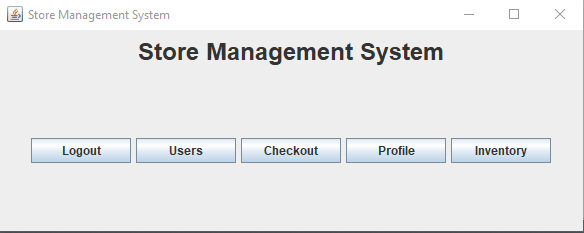 Store Management System
Store Management System
Logout Users Checkout Profile Inventory